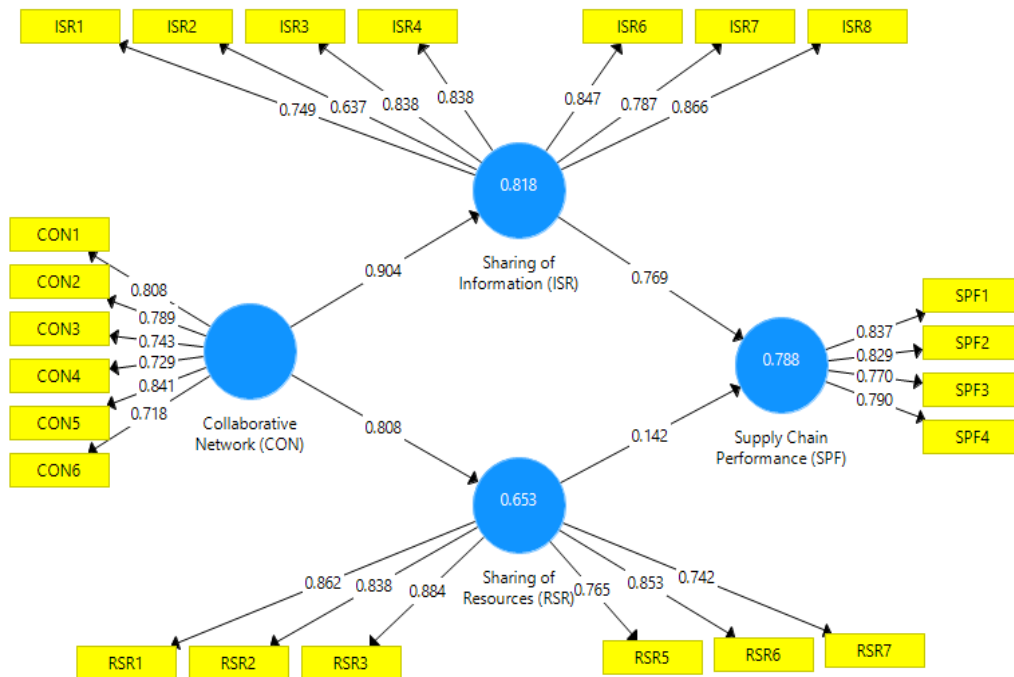 ISR1 ISR2 ISR3 ISR4 ISR6 ISR7 ISR8
0.749 0.637 0.838 0.838 0.847 0.787 0.866
0.818
Sharing of
Information (ISR)
CON1
CON2
CON3
CON4
CON5
CON6
0.808
0.789
0.743
0.729
0.841
0.718
Collaborative
Network (CON)
0.904
0.808
0.769
0.142
0.788
Supply Chain
Performance (SPF)
0.837
0.829
0.770
0.790
SPF1
SPF2
SPF3
SPF4
0.653
Sharing of
Resources (RSR)
0.862 0.838 0.884 0.765 0.853 0.742
RSR1 RSR2 RSR3 RSR5 RSR6 RSR7